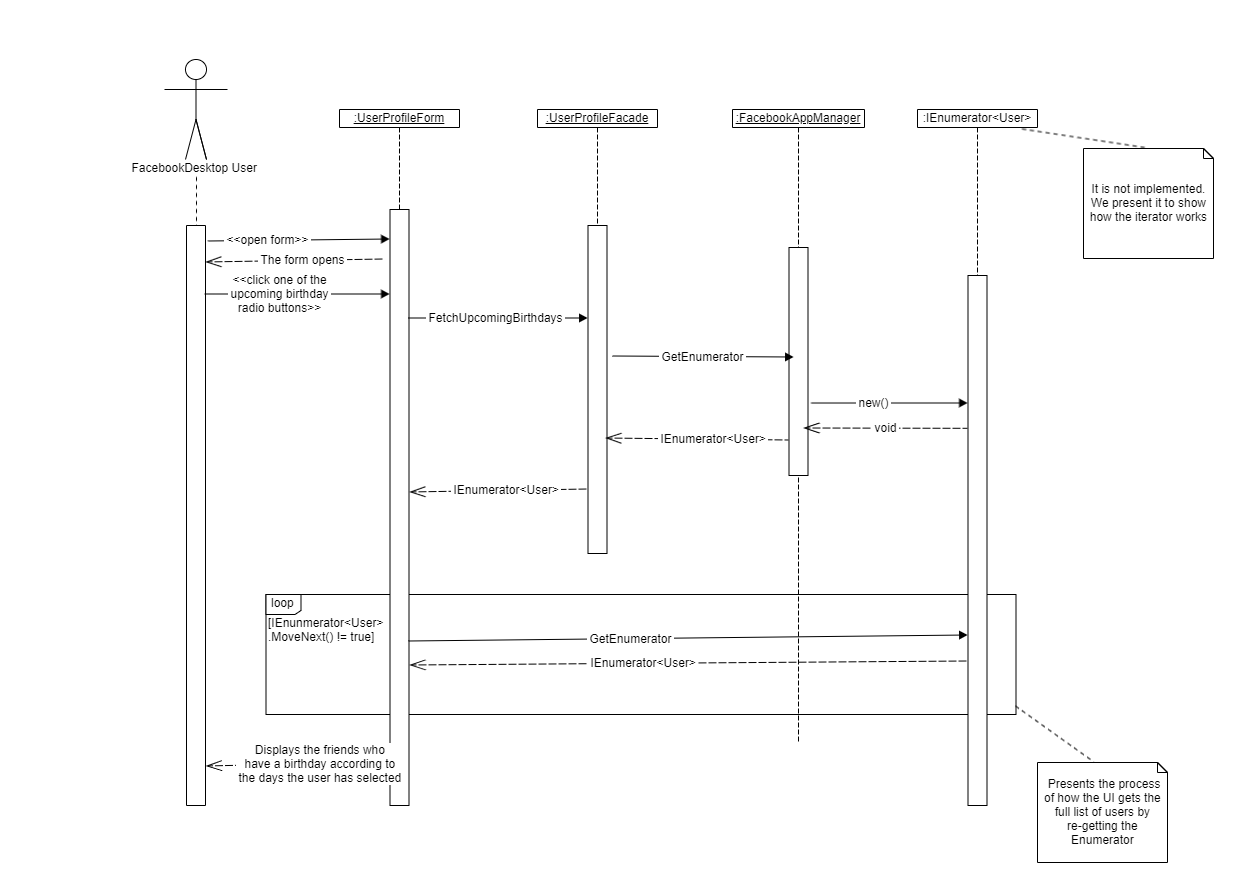 :UserProfileForm
:UserProfileFacade
:FacebookAppManager
:IEnumerator<User>
FacebookDesktop User
It is not implemented.
We present it to show
how the iterator works
<<open form>>
The form opens
<<click one of the
upcoming birthday
radio buttons>>
FetchUpcomingBirthdays
GetEnumerator
new()
void
IEnumerator<User>
IEnumerator<User>
loop
[IEnunmerator<User>
.MoveNext() != true]
GetEnumerator
IEnumerator<User>
Displays the friends who
have a birthday according to
the days the user has selected
Presents the process
of how the UI gets the
full list of users by
re-getting the
Enumerator